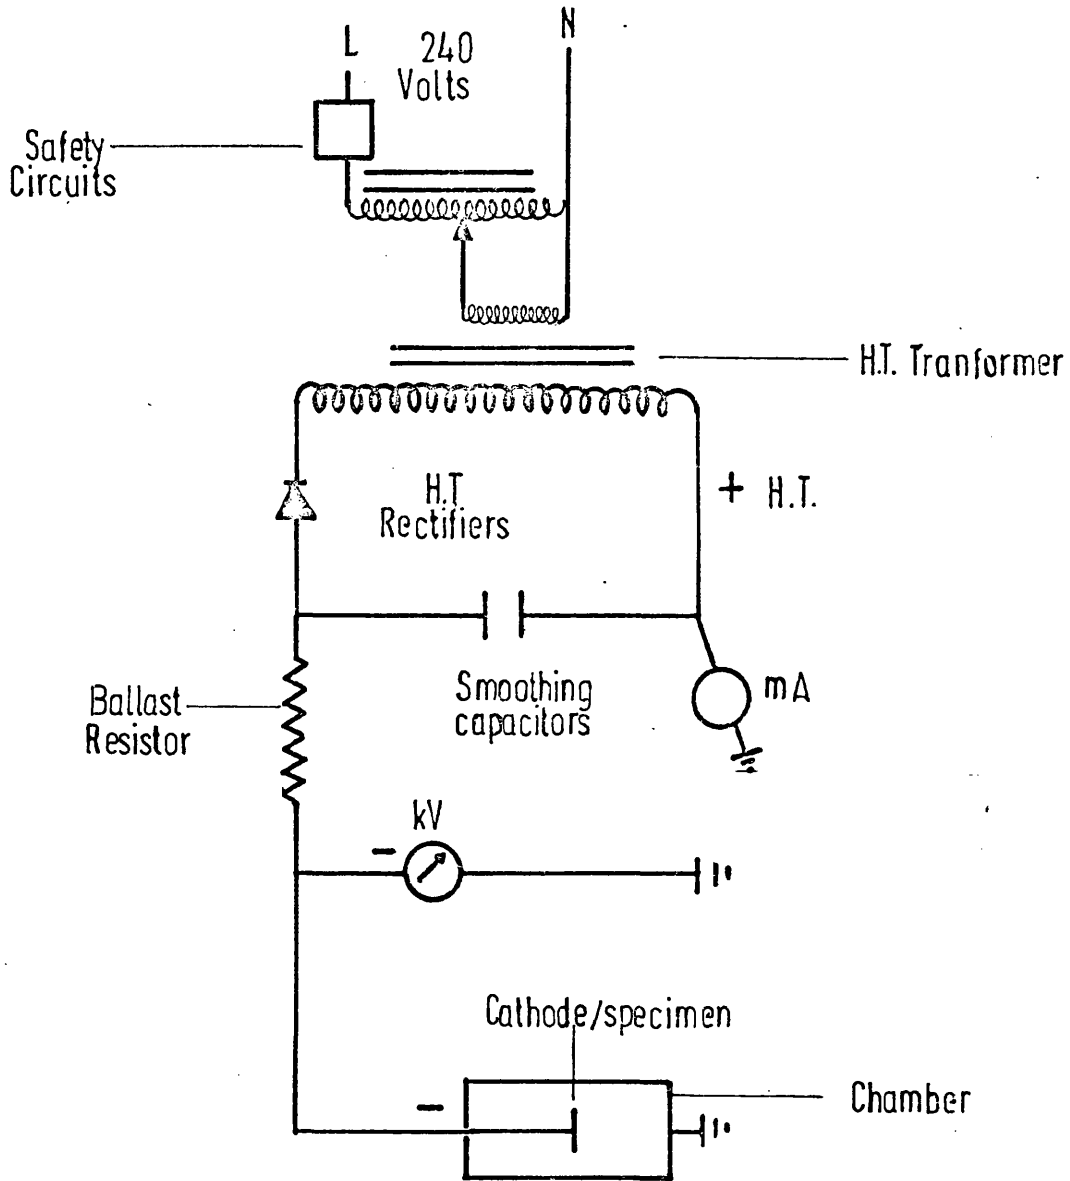 L
240
Volts
N
Safety
Circuits
H.T. Tranformer
H.T
Rectifiers
+ H.T.
Smoothing
capacitors
mA
Ballast
Resistor
kV
−
Cathode/specimen
−
Chamber